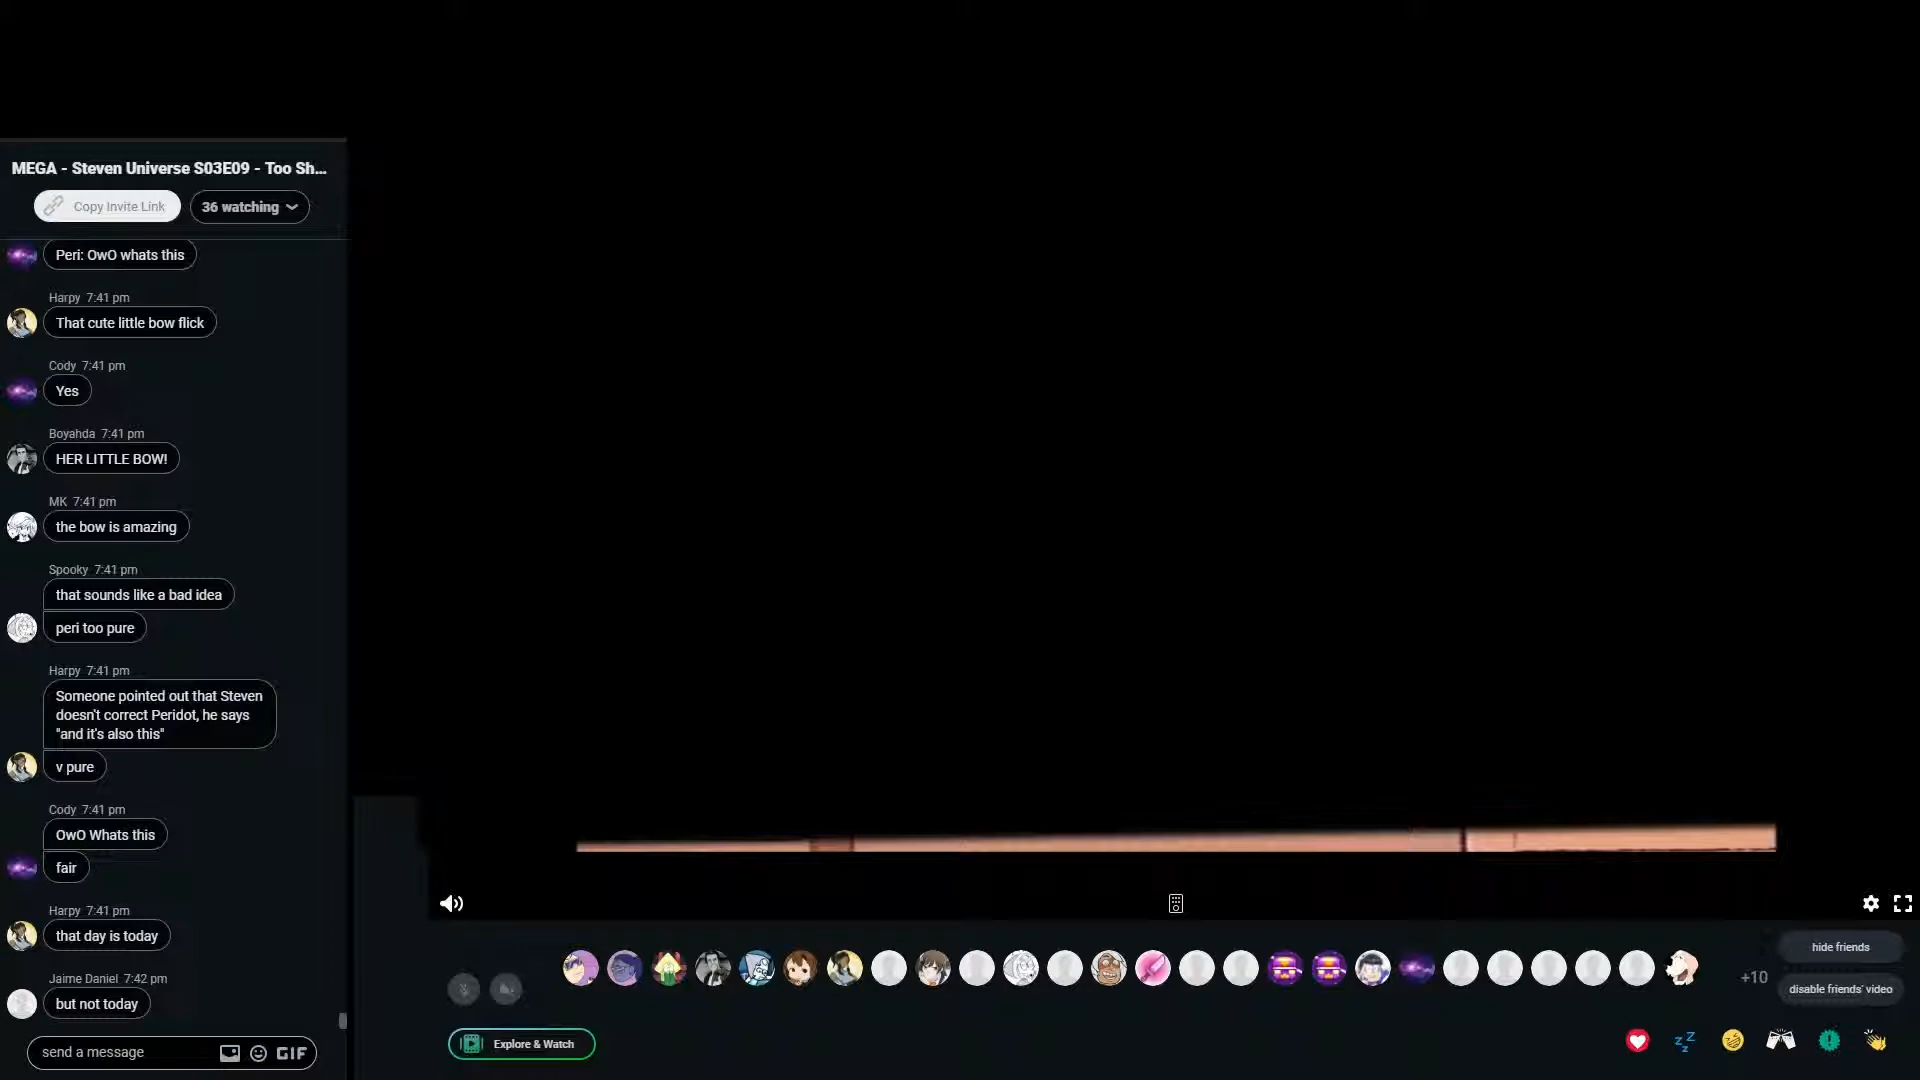 MEGA - Steven Universe S03E09 - Too Sh...
Copy Invite Link
36 watching
Peri: OwO whats this
Harpy 7:41 pm
That cute little bow flick
Cody 7:41 pm
Yes
Boyahda 7:41 pm
HER LITTLE BOW!
MK 7:41 pm
the bow is amazing
Spooky 7:41 pm
that sounds like a bad idea
peri too pure
Harpy 7:41 pm
Someone pointed out that Steven
doesn't correct Peridot, he says
"and it's also this"
v pure
Cody 7:41 pm
OwO Whats this
fair
Harpy 7:41 pm
that day is today
Jaime Daniel 7:42 pm
but not today
send a message
GIF
+10
hide friends
disable friends' video
Explore & Watch
z z z